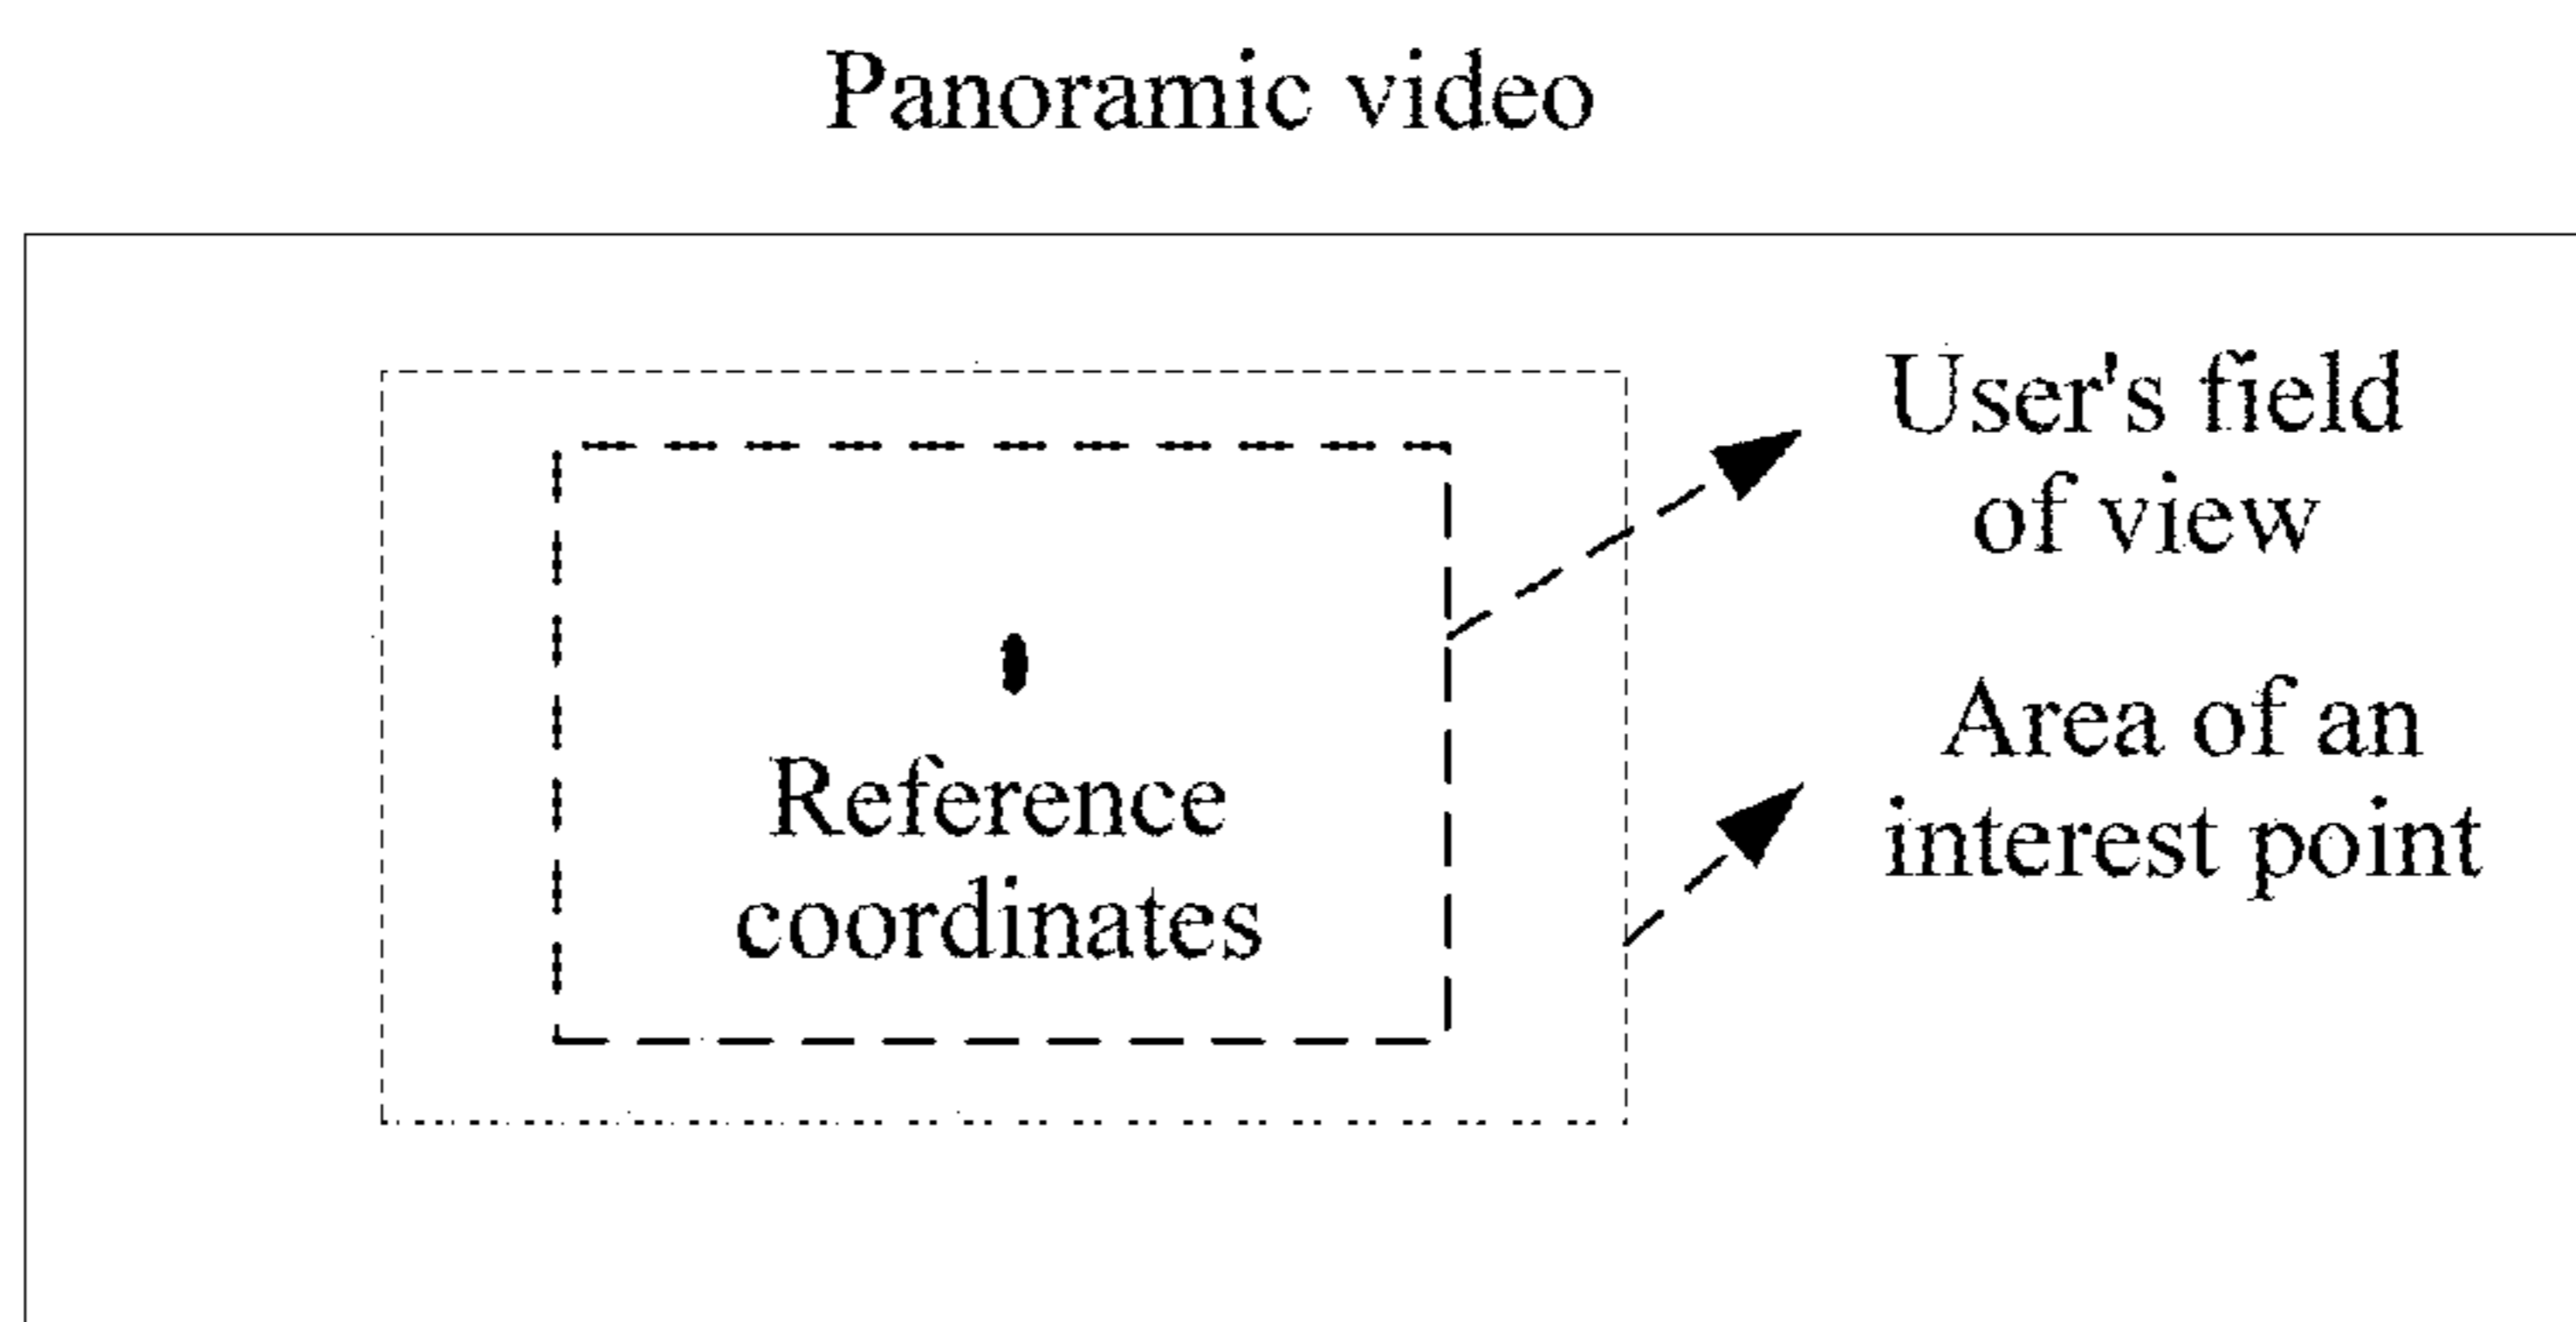 Panoramic video
User's field
of view
Area of an
interest point
Reference
coordinates